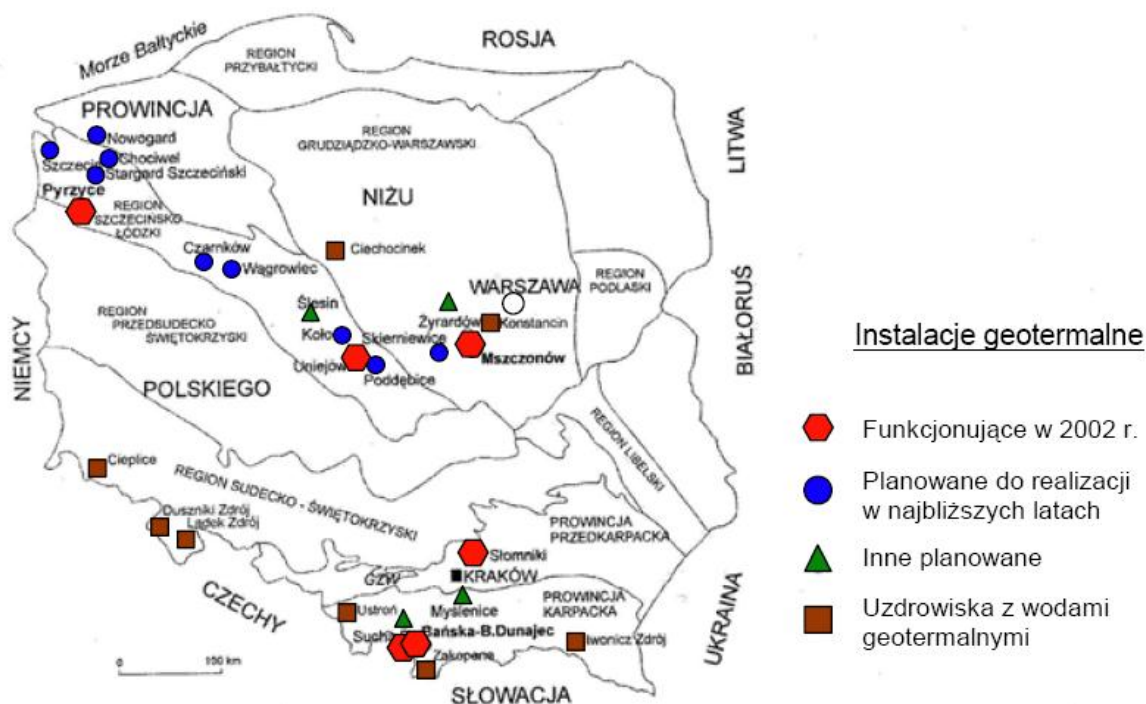 Morze Bałtyckie
ROSJA
REGION
PRZYBAŁTYCKI
PROWINCJA
Nowogard
Szczecin
Chociwel
Stargard Szczeciński
Pyrzyce
REGION
SZCZECIŃSKO
ŁÓDZKI
REGION
GRUDZIĄDZKO-WARSZAWSKI
NIŻU
LITWA
Czarnków
Wągrowiec
Ciechocinek
WARSZAWA
REGION
PODLASKI
BIAŁORUŚ
Ślesin
Żyrardów
Konstancin
Koło
Skierniewice
Mszczonów
Uniejów
Poddębice
REGION
PRZEDSUDECKO
ŚWIĘTOKRZYSKI
NIEMCY
POLSKIEGO
REGION LIBELSKI
Cieplice
REGION SUDECKO - ŚWIĘTOKRZYSKI
Duszniki Zdrój
Lądek Zdrój
PROWINCJA
PRZEDKARPACKA
Słomniki
GZW
KRAKÓW
CZECHY
Ustroń
Myślenice
PROWINCJA
KARPACKA
UKRAINA
Sucha
Bańska-B.Dunajec
Iwonicz Zdrój
Zakopane
0
150 km
SŁOWACJA
Instalacje geotermalne
Funkcjonujące w 2002 r.
Planowane do realizacji
w najbliższych latach
Inne planowane
Uzdrowiska z wodami
geotermalnymi